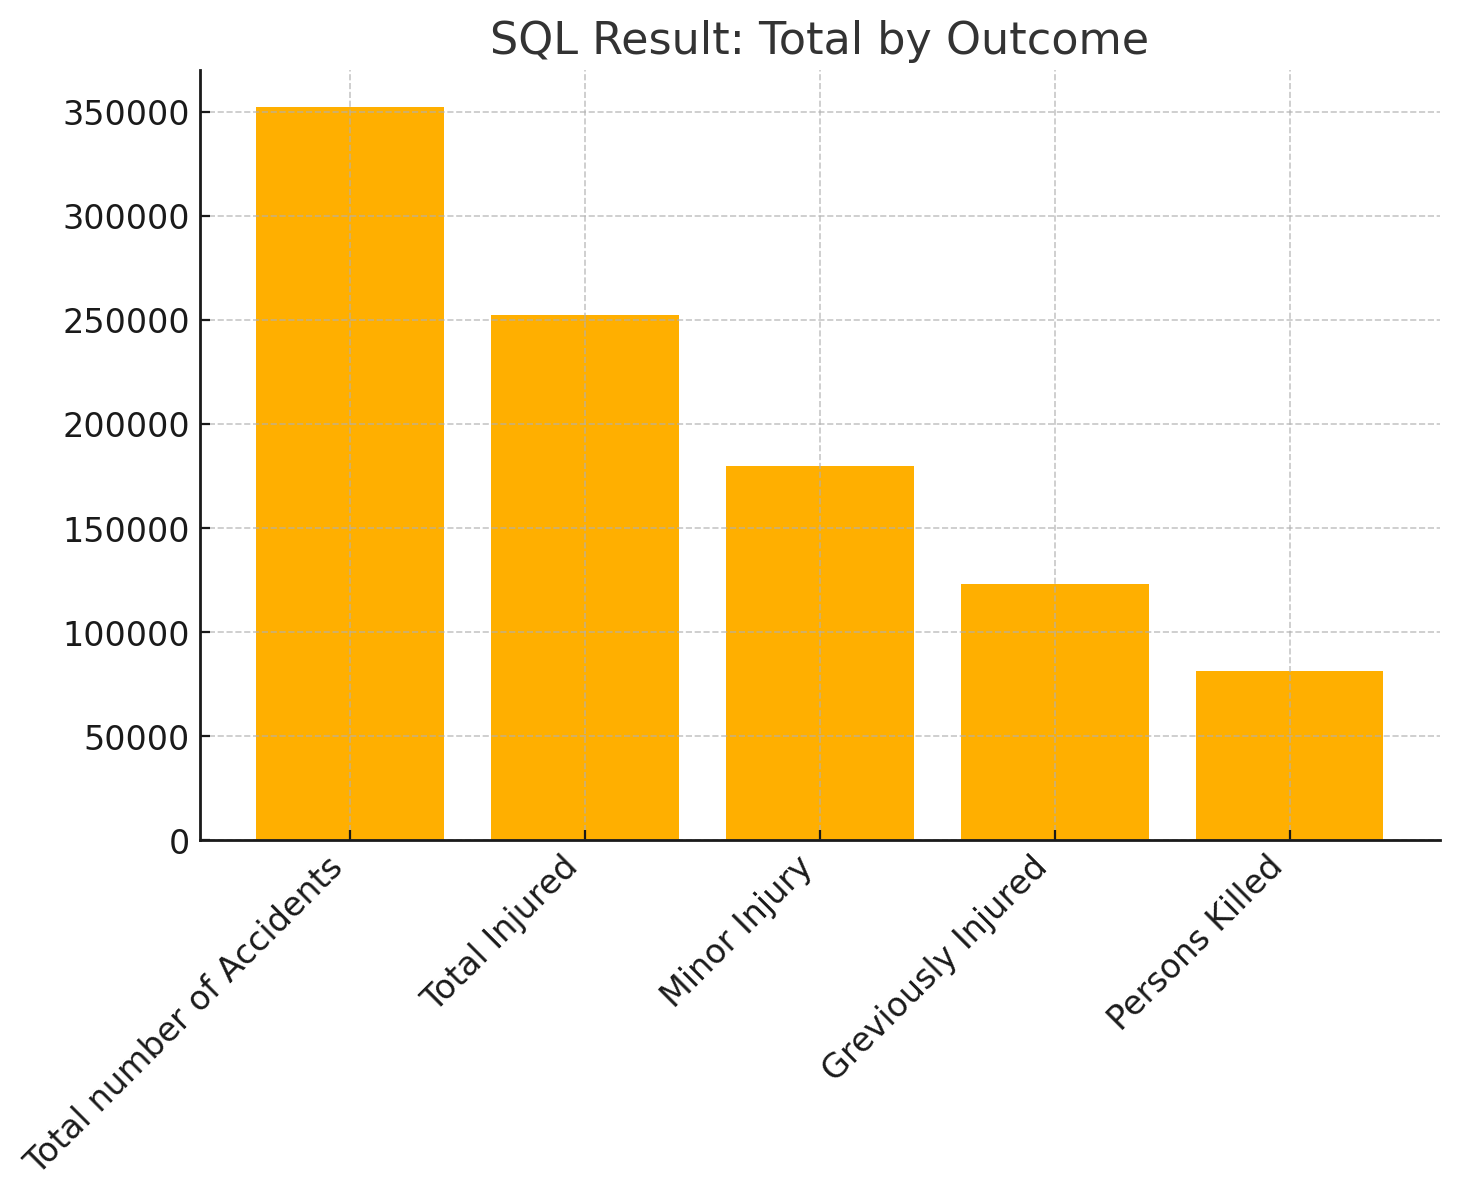 SQL Result: Total by Outcome
350000
300000
250000
200000
150000
100000
50000
0
Total number of Accidents
Total Injured
Minor Injury
Greviously Injured
Persons Killed